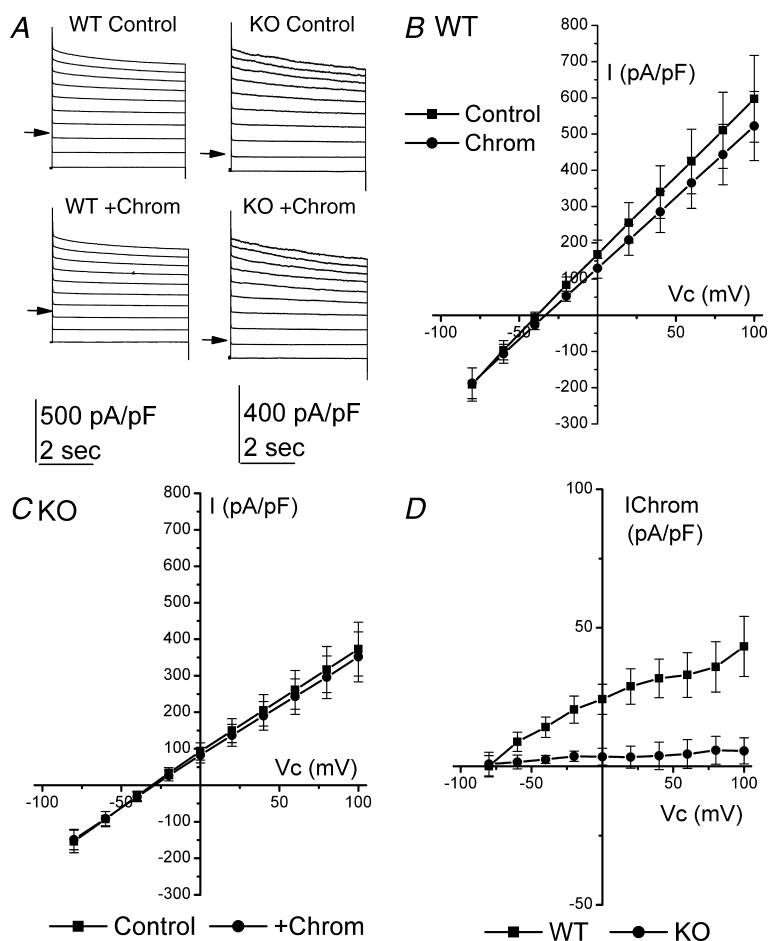 A
WT Control
KO Control
WT +Chrom
KO +Chrom
500 pA/pF
2 sec
400 pA/pF
2 sec
B WT
I (pA/pF)
Control
Chrom
800
700
600
500
400
300
200
100
-100
-200
-300
Vc (mV)
-100
-50
50
100
C KO
I (pA/pF)
800
700
600
500
400
300
200
100
-100
-200
-300
Vc (mV)
-100
-50
50
100
Control
+Chrom
D
IChrom
(pA/pF)
100
50
-50
-100
-50
50
100
Vc (mV)
WT
KO